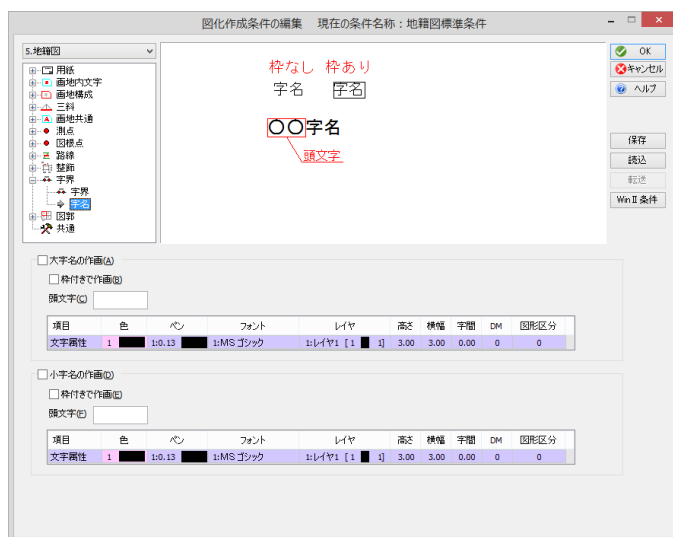 図化作成条件の編集　現在の条件名称：地籍図標準条件
5.地籍図
用紙
画地内文字
画地構成
三斜
画地共通
測点
図根点
路線
整飾
字界
字界
字名
図郭
共通
枠なし 枠あり
字名 字名
〇〇字名
頭文字
OK
キャンセル
ヘルプ
保存
読込
転送
WinⅡ条件
大字名の作画(A)
枠付きで作画(B)
頭文字(C)
項目 色 ペン フォント レイヤ 高さ 横幅 字間 DM 図形区分
文字属性 1 1:0.13 1:MS ゴシック 1:レイヤ1 [ 1 1] 3.00 3.00 0.00 0 0
小字名の作画(D)
枠付きで作画(E)
頭文字(F)
項目 色 ペン フォント レイヤ 高さ 横幅 字間 DM 図形区分
文字属性 1 1:0.13 1:MS ゴシック 1:レイヤ1 [ 1 1] 3.00 3.00 0.00 0 0